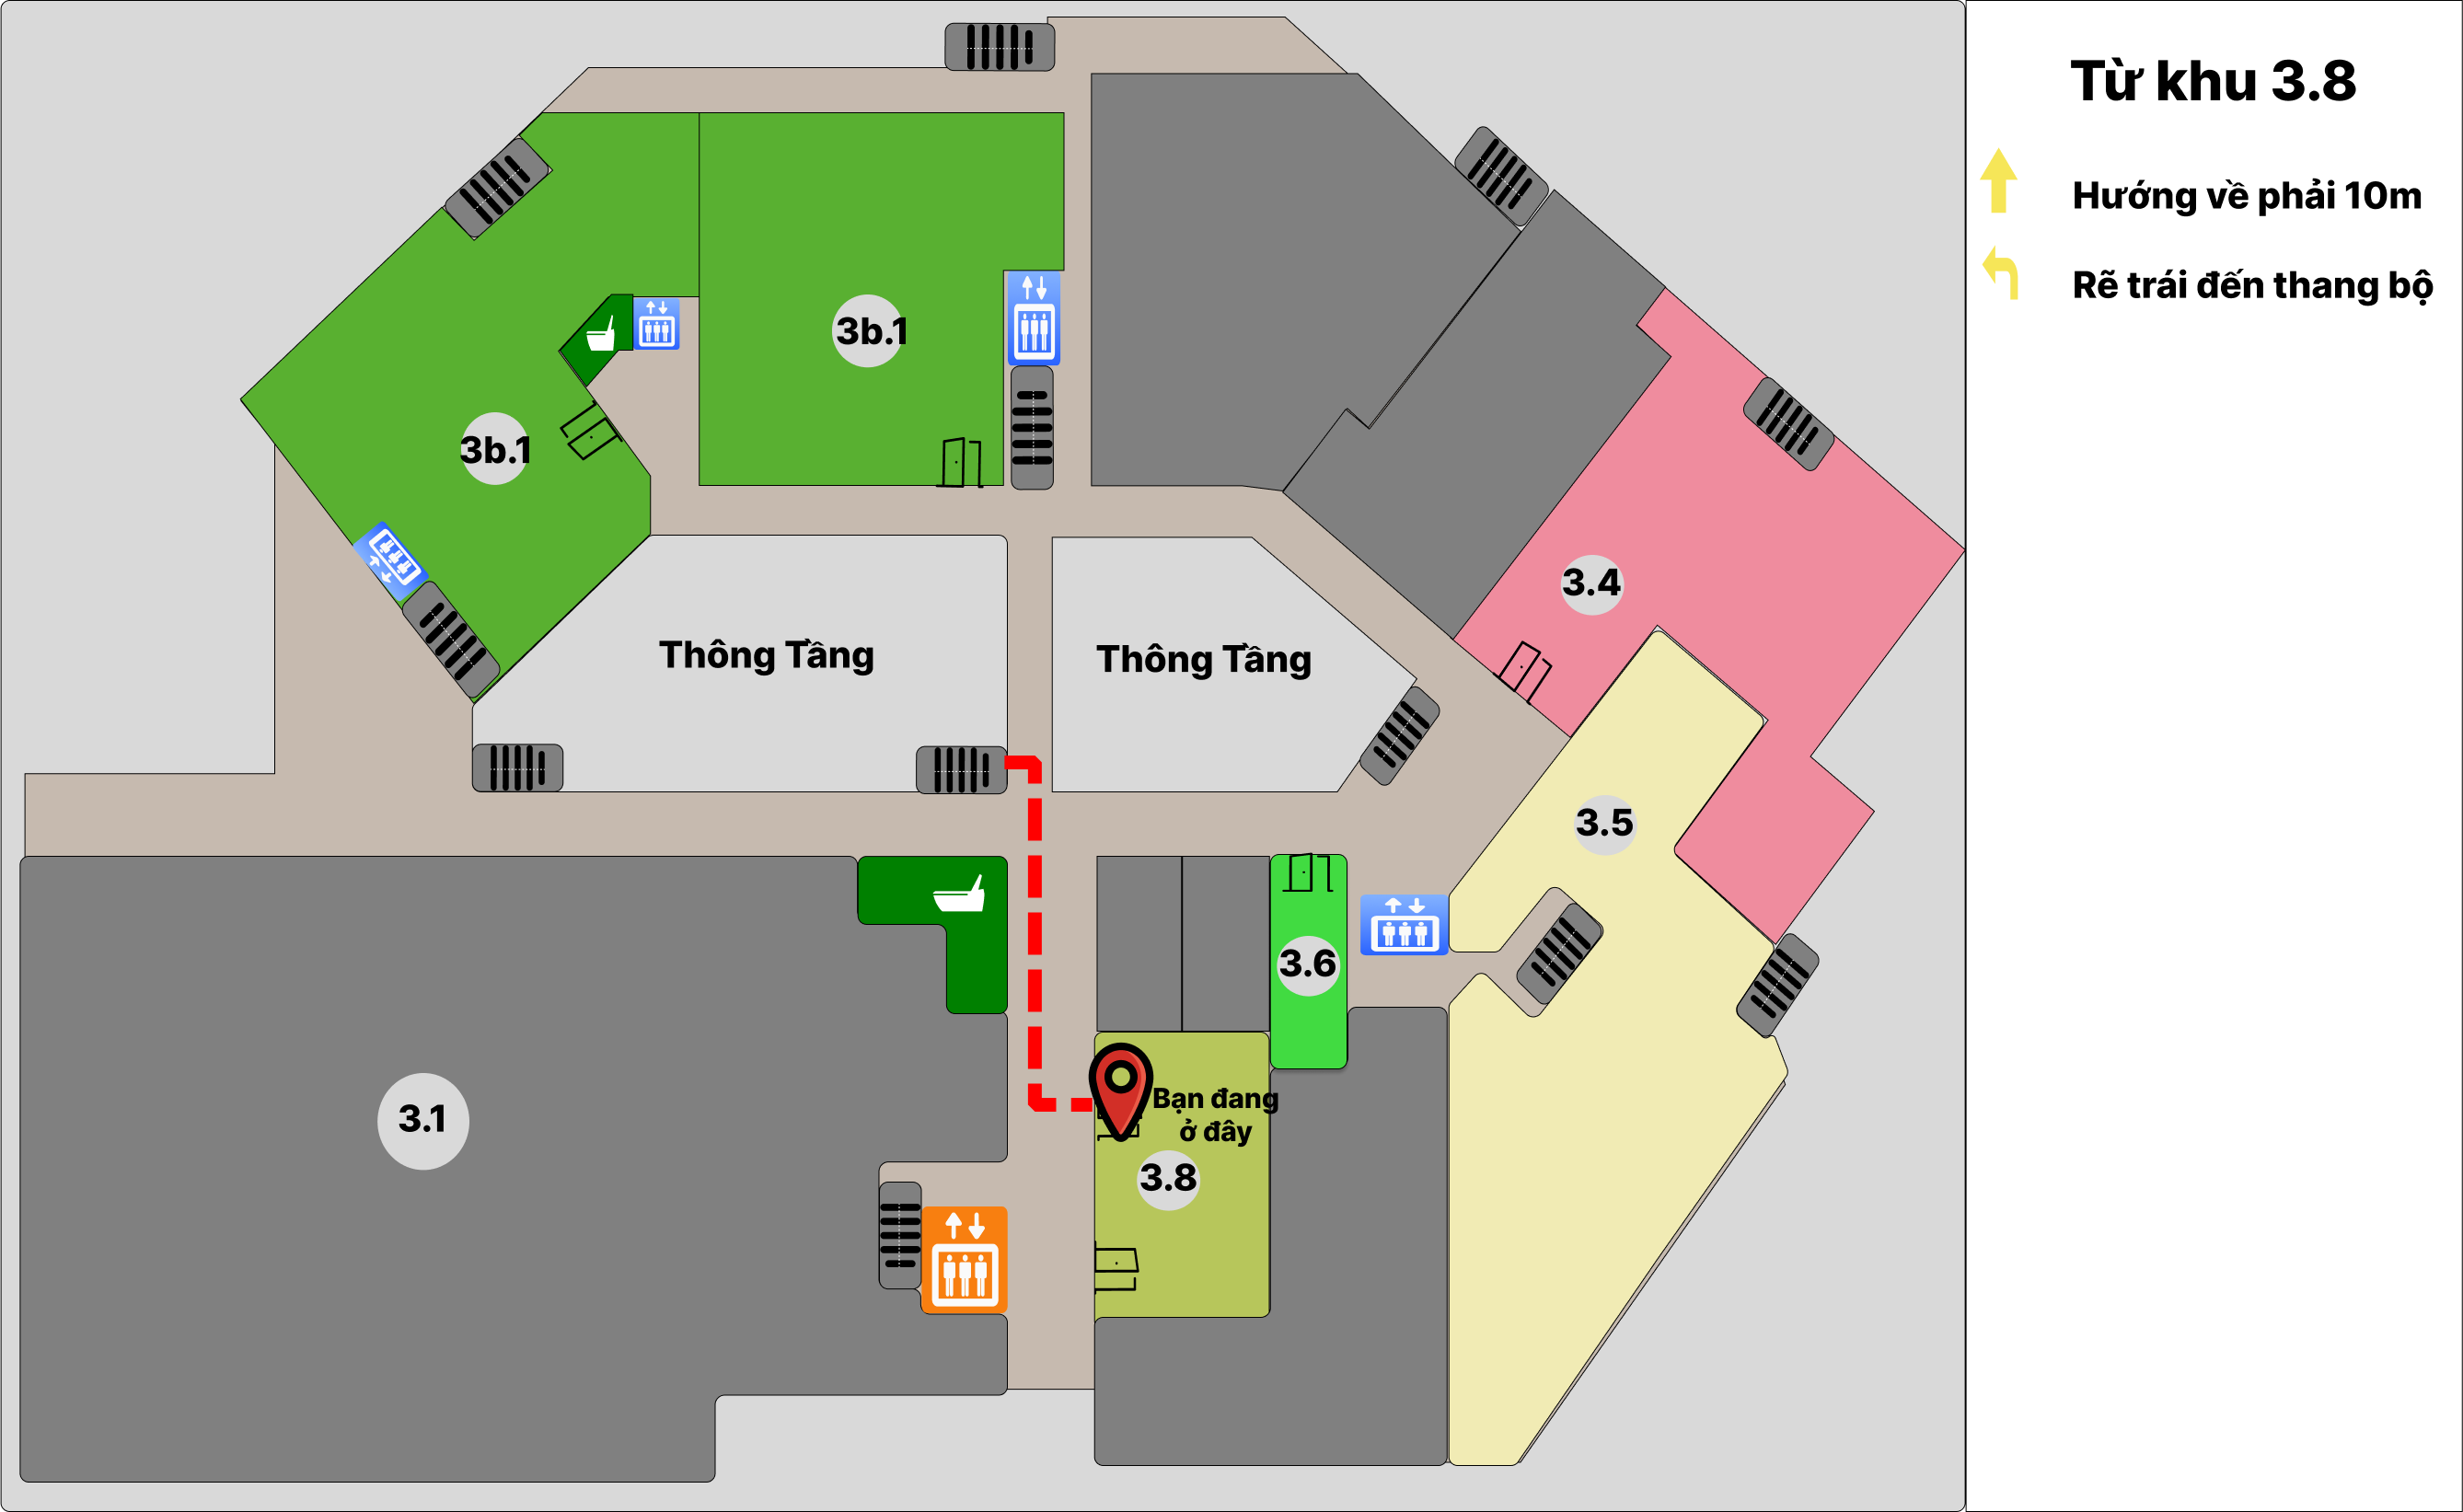 Từ khu 3.8
Hướng về phải 10m
Rẽ trái đến thang bộ
3b.1
3b.1
3.4
Thông Tầng
Thông Tầng
3.5
3.6
3.1
Bạn đang
ở đây
3.8